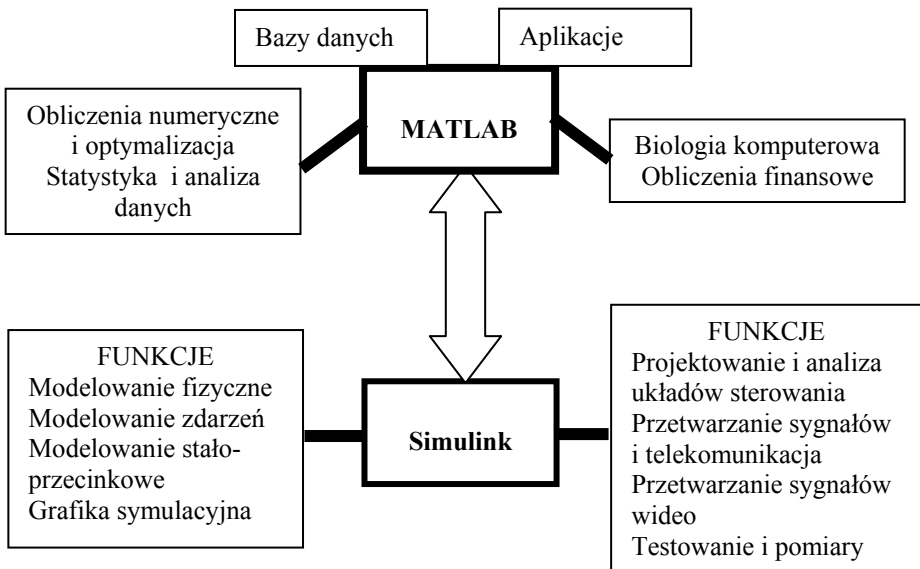 Bazy danych
Aplikacje
MATLAB
Obliczenia numeryczne
i optymalizacja
Statystyka i analiza
danych
Biologia komputerowa
Obliczenia finansowe
FUNKCJE
Modelowanie fizyczne
Modelowanie zdarzeń
Modelowanie stało-
przecinkowe
Grafika symulacyjna
Simulink
FUNKCJE
Projektowanie i analiza
układów sterowania
Przetwarzanie sygnałów
i telekomunikacja
Przetwarzanie sygnałów
wideo
Testowanie i pomiary